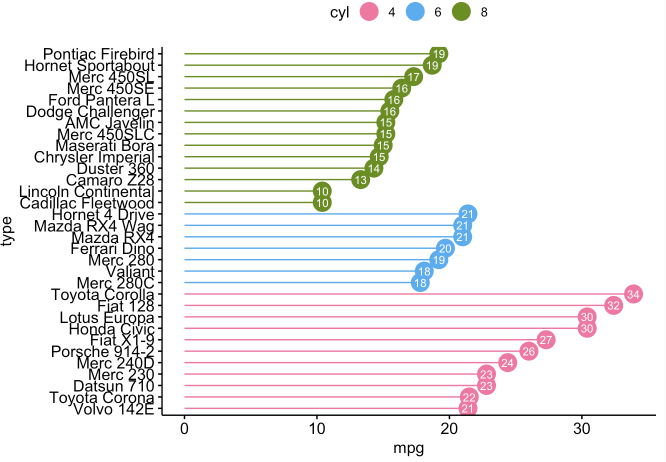 cyl 4 6 8
Pontiac Firebird 19
Hornet Sportabout 19
Merc 450SL 17
Merc 450SE 16
Ford Pantera L 16
Dodge Challenger 16
AMC Javelin 15
Merc 450SLC 15
Maserati Bora 15
Chrysler Imperial 15
Duster 360 14
Camaro Z28 13
Lincoln Continental 10
Cadillac Fleetwood 10
Hornet 4 Drive 21
Mazda RX4 Wag 21
Mazda RX4 21
Ferrari Dino 20
Merc 280 19
Valiant 18
Merc 280C 18
Toyota Corolla 34
Fiat 128 32
Lotus Europa 30
Honda Civic 30
Fiat X1-9 27
Porsche 914-2 26
Merc 240D 24
Merc 230 23
Datsun 710 23
Toyota Corona 22
Volvo 142E 21
type
0 10 20 30
mpg